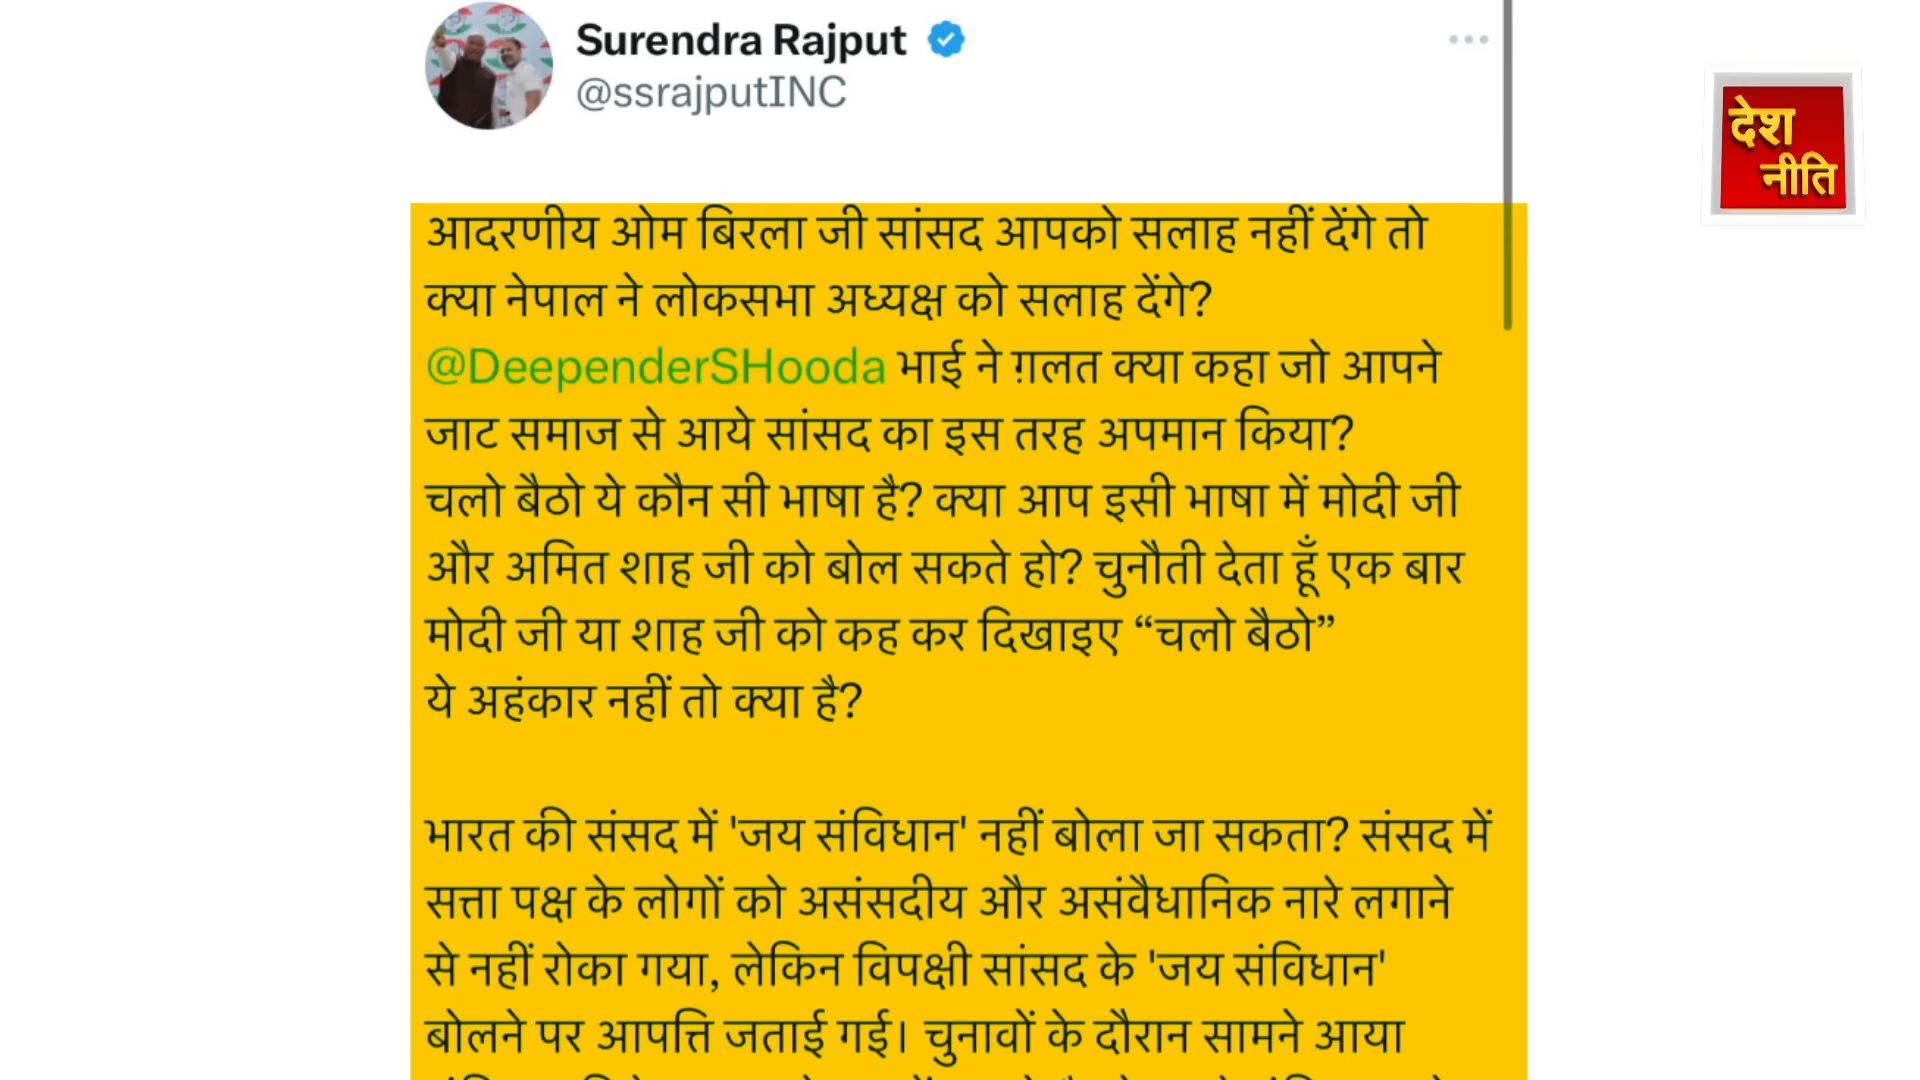 Surendra Rajput
@ssrajputINC
देश
नीति
आदरणीय ओम बिरला जी सांसद आपको सलाह नहीं देंगे तो
क्या नेपाल ने लोकसभा अध्यक्ष को सलाह देंगे?
@DeependerSHooda भाई ने ग़लत क्या कहा जो आपने
जाट समाज से आये सांसद का इस तरह अपमान किया?
चलो बैठो ये कौन सी भाषा है? क्या आप इसी भाषा में मोदी जी
और अमित शाह जी को बोल सकते हो? चुनौती देता हूँ एक बार
मोदी जी या शाह जी को कह कर दिखाइए “चलो बैठो”
ये अहंकार नहीं तो क्या है?
भारत की संसद में 'जय संविधान' नहीं बोला जा सकता? संसद में
सत्ता पक्ष के लोगों को असंसदीय और असंवैधानिक नारे लगाने
से नहीं रोका गया, लेकिन विपक्षी सांसद के 'जय संविधान'
बोलने पर आपत्ति जताई गई। चुनावों के दौरान सामने आया